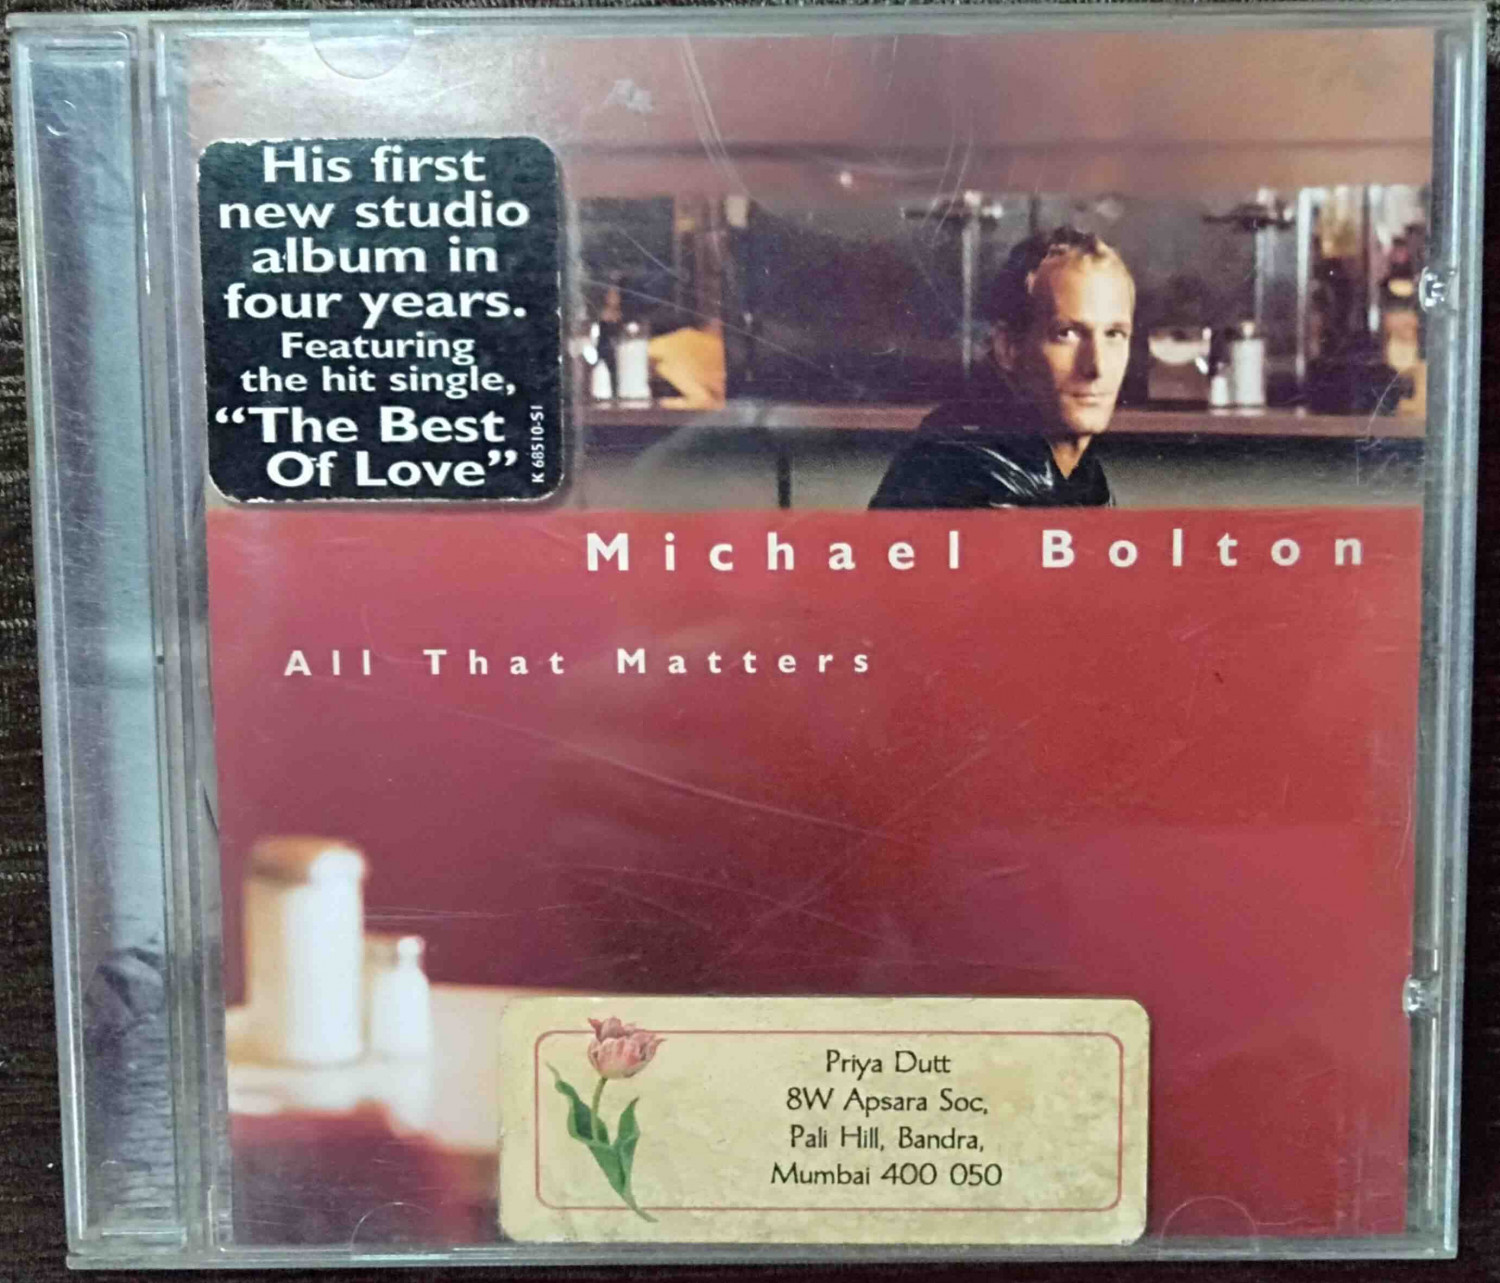 His first
new studio
album in
four years.
Featuring
the hit single,
“The Best
Of Love”
K 68510-S1
Michael Bolton
All That Matters
Priya Dutt
8W Apsara Soc,
Pali Hill, Bandra,
Mumbai 400 050